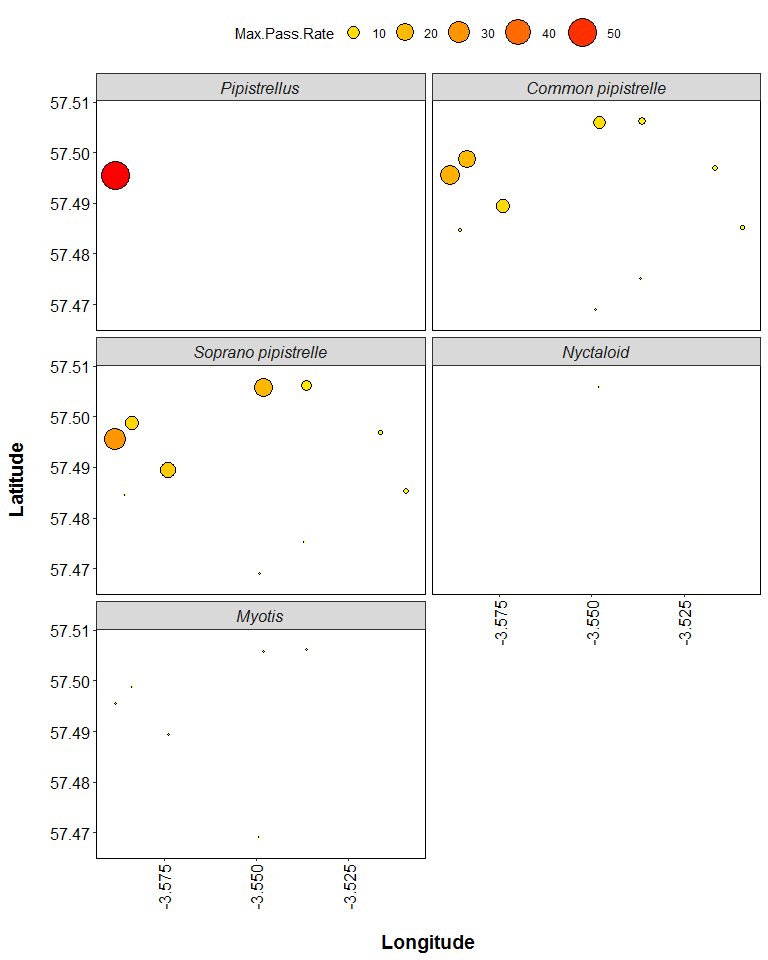 Max.Pass.Rate 10 20 30 40 50
Pipistrellus Common pipistrelle
57.51
57.50
57.49
57.48
57.47
Soprano pipistrelle Nyctaloid
57.51
57.50
57.49
57.48
57.47
-3.575 -3.550 -3.525
Myotis
57.51
57.50
57.49
57.48
57.47
-3.575 -3.550 -3.525
Latitude
Longitude